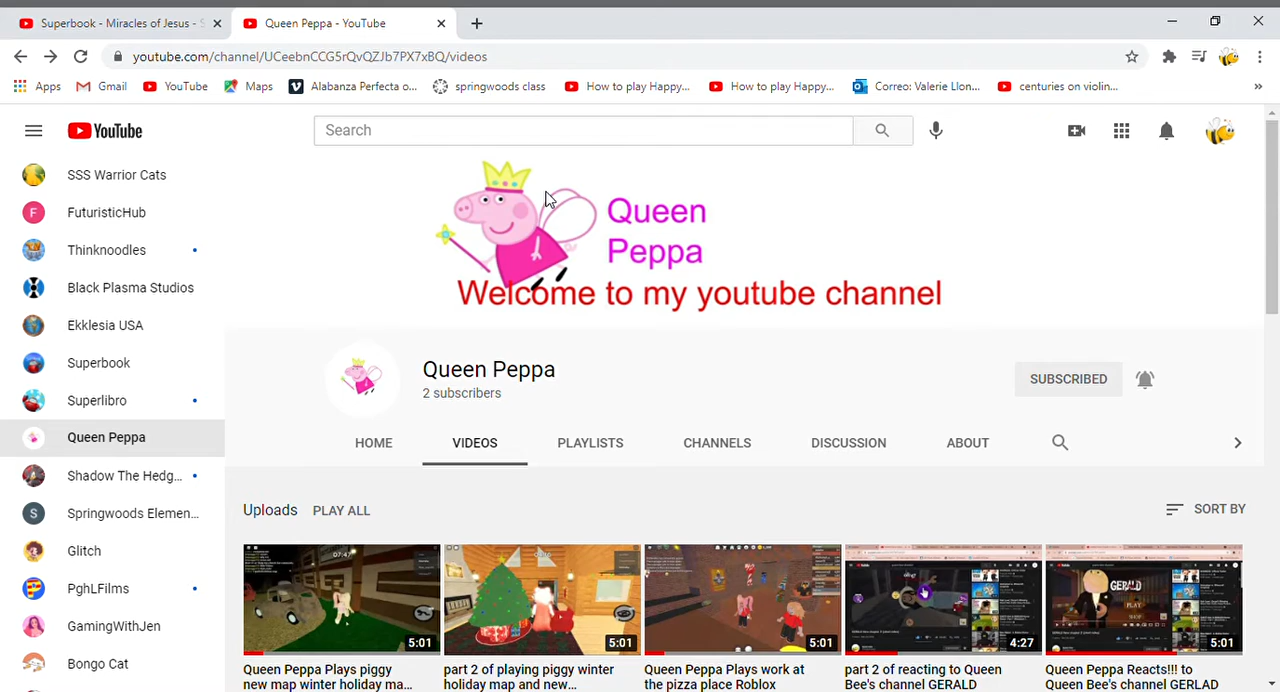 Superbook - Miracles of Jesus - S
Queen Peppa - YouTube
youtube.com/channel/UCeebnCCG5rQvQZJb7PX7xBQ/videos
Apps Gmail YouTube Maps Alabanza Perfecta o... springwoods class How to play Happy... How to play Happy... Correo: Valerie Llon... centuries on violin... »
YouTube
Search
SSS Warrior Cats
FuturisticHub
Thinknoodles
Black Plasma Studios
Ekklesia USA
Superbook
Superlibro
Queen Peppa
Shadow The Hedg...
Springwoods Elemen...
Glitch
PghLFilms
GamingWithJen
Bongo Cat
Queen
Peppa
Welcome to my youtube channel
Queen Peppa
2 subscribers
SUBSCRIBED
HOME VIDEOS PLAYLISTS CHANNELS DISCUSSION ABOUT
Uploads PLAY ALL SORT BY
5:01
5:01
5:01
4:27
GERALD
PLAY
SHOP
5:01
Queen Peppa Plays piggy
new map winter holiday ma...
part 2 of playing piggy winter
holiday map and new...
Queen Peppa Plays work at
the pizza place Roblox
part 2 of reacting to Queen
Bee's channel GERALD
Queen Peppa Reacts!!! to
Queen Bee's channel GERLAD